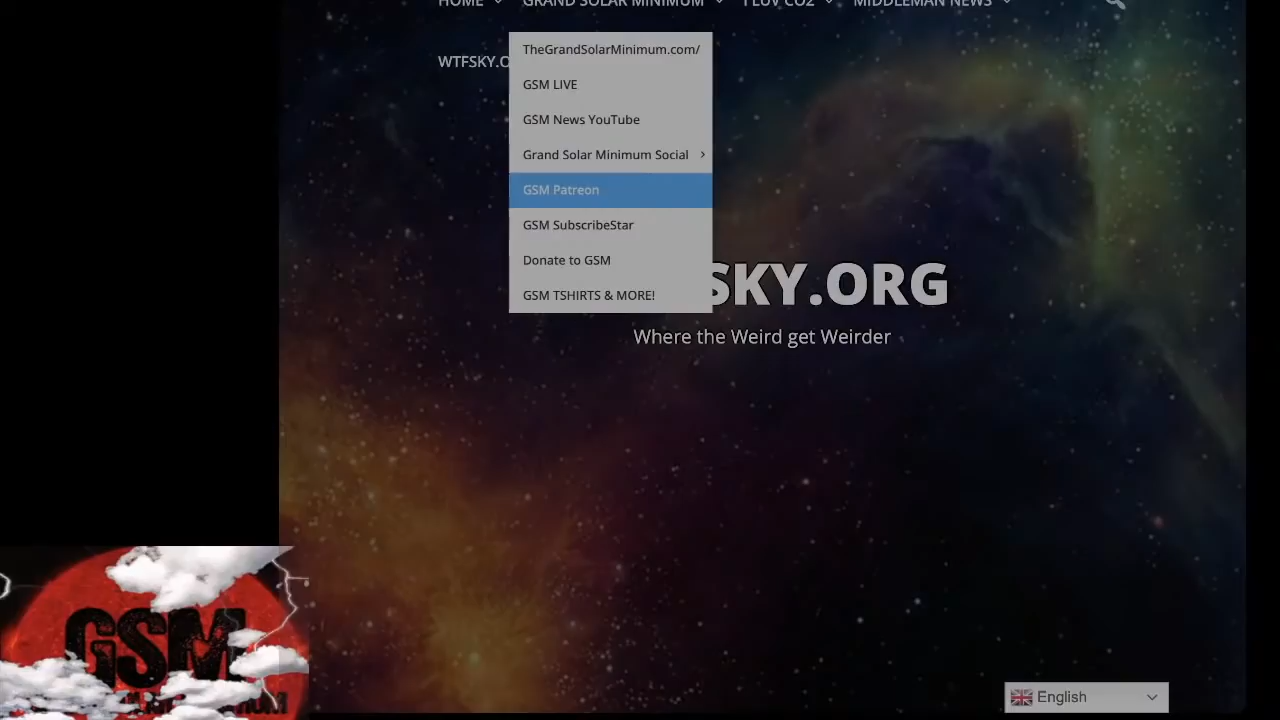 HOME
GRAND SOLAR MINIMUM
I LUV CO2
MIDDLEMAN NEWS
WTFSKY.O
TheGrandSolarMinimum.com/
GSM LIVE
GSM News YouTube
Grand Solar Minimum Social
GSM Patreon
GSM SubscribeStar
Donate to GSM
GSM TSHIRTS & MORE!
SKY.ORG
Where the Weird get Weirder
GSM
English